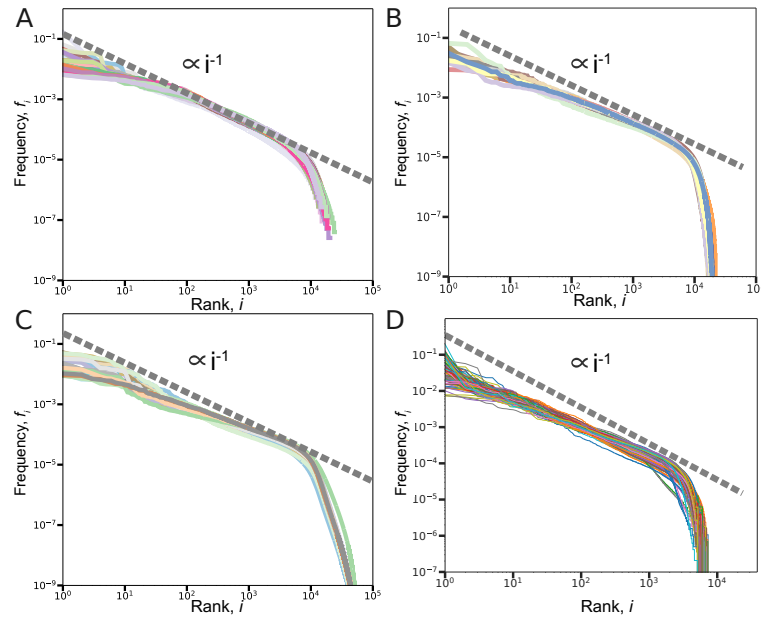 A
∝i⁻¹
Frequency, fᵢ
10⁻¹
10⁻³
10⁻⁵
10⁻⁷
10⁻⁹
10⁰ 10¹ 10² 10³ 10⁴ 10⁵
Rank, i
B
∝i⁻¹
Frequency, fᵢ
10⁻¹
10⁻³
10⁻⁵
10⁻⁷
10⁻⁹
10⁰ 10¹ 10² 10³ 10⁴ 10
Rank, i
C
∝i⁻¹
Frequency, fᵢ
10⁻¹
10⁻³
10⁻⁵
10⁻⁷
10⁻⁹
10⁰ 10¹ 10² 10³ 10⁴ 10⁵
Rank, i
D
∝i⁻¹
Frequency, fᵢ
10⁻¹
10⁻²
10⁻³
10⁻⁴
10⁻⁵
10⁻⁶
10⁻⁷
10⁰ 10¹ 10² 10³ 10⁴
Rank, i